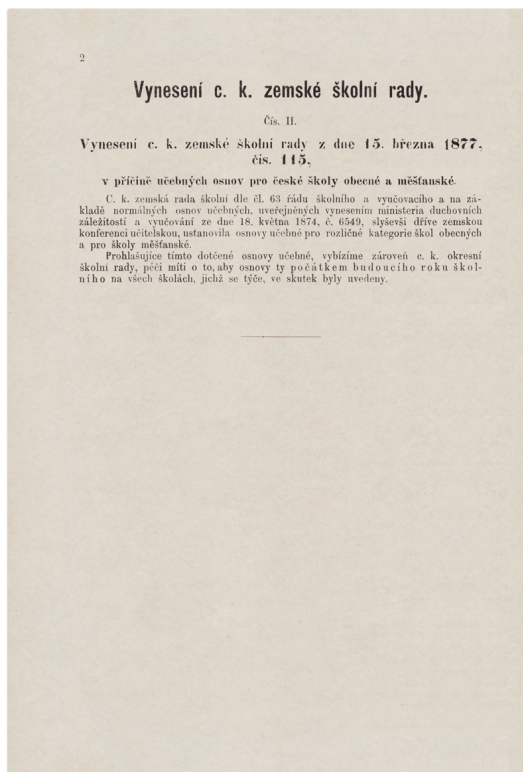 2
Vynesení c. k. zemské školní rady.
Čís. II.
Vynesení c. k. zemské školní rady z dne 15. března 1877,
čís. 115,
v příčině učebných osnov pro české školy obecné a měšťanské.
C. k. zemská rada školní dle čl. 63 řádu školního a vyučovacího a na zá-
kladě normálných osnov učebných, uveřejněných vynesením ministeria duchovních
záležitostí a vyučování ze dne 18. května 1874, č. 6549, slyševši dříve zemskou
konferenci učitelskou, ustanovila osnovy učebné pro rozličné kategorie škol obecných
a pro školy měšťanské.
Prohlašujíce tímto dotčené osnovy učebné, vybízíme zároveň c. k. okresní
školní rady, péči míti o to, aby osnovy ty počátkem budoucího roku škol-
ního na všech školách, jichž se týče, ve skutek byly uvedeny.